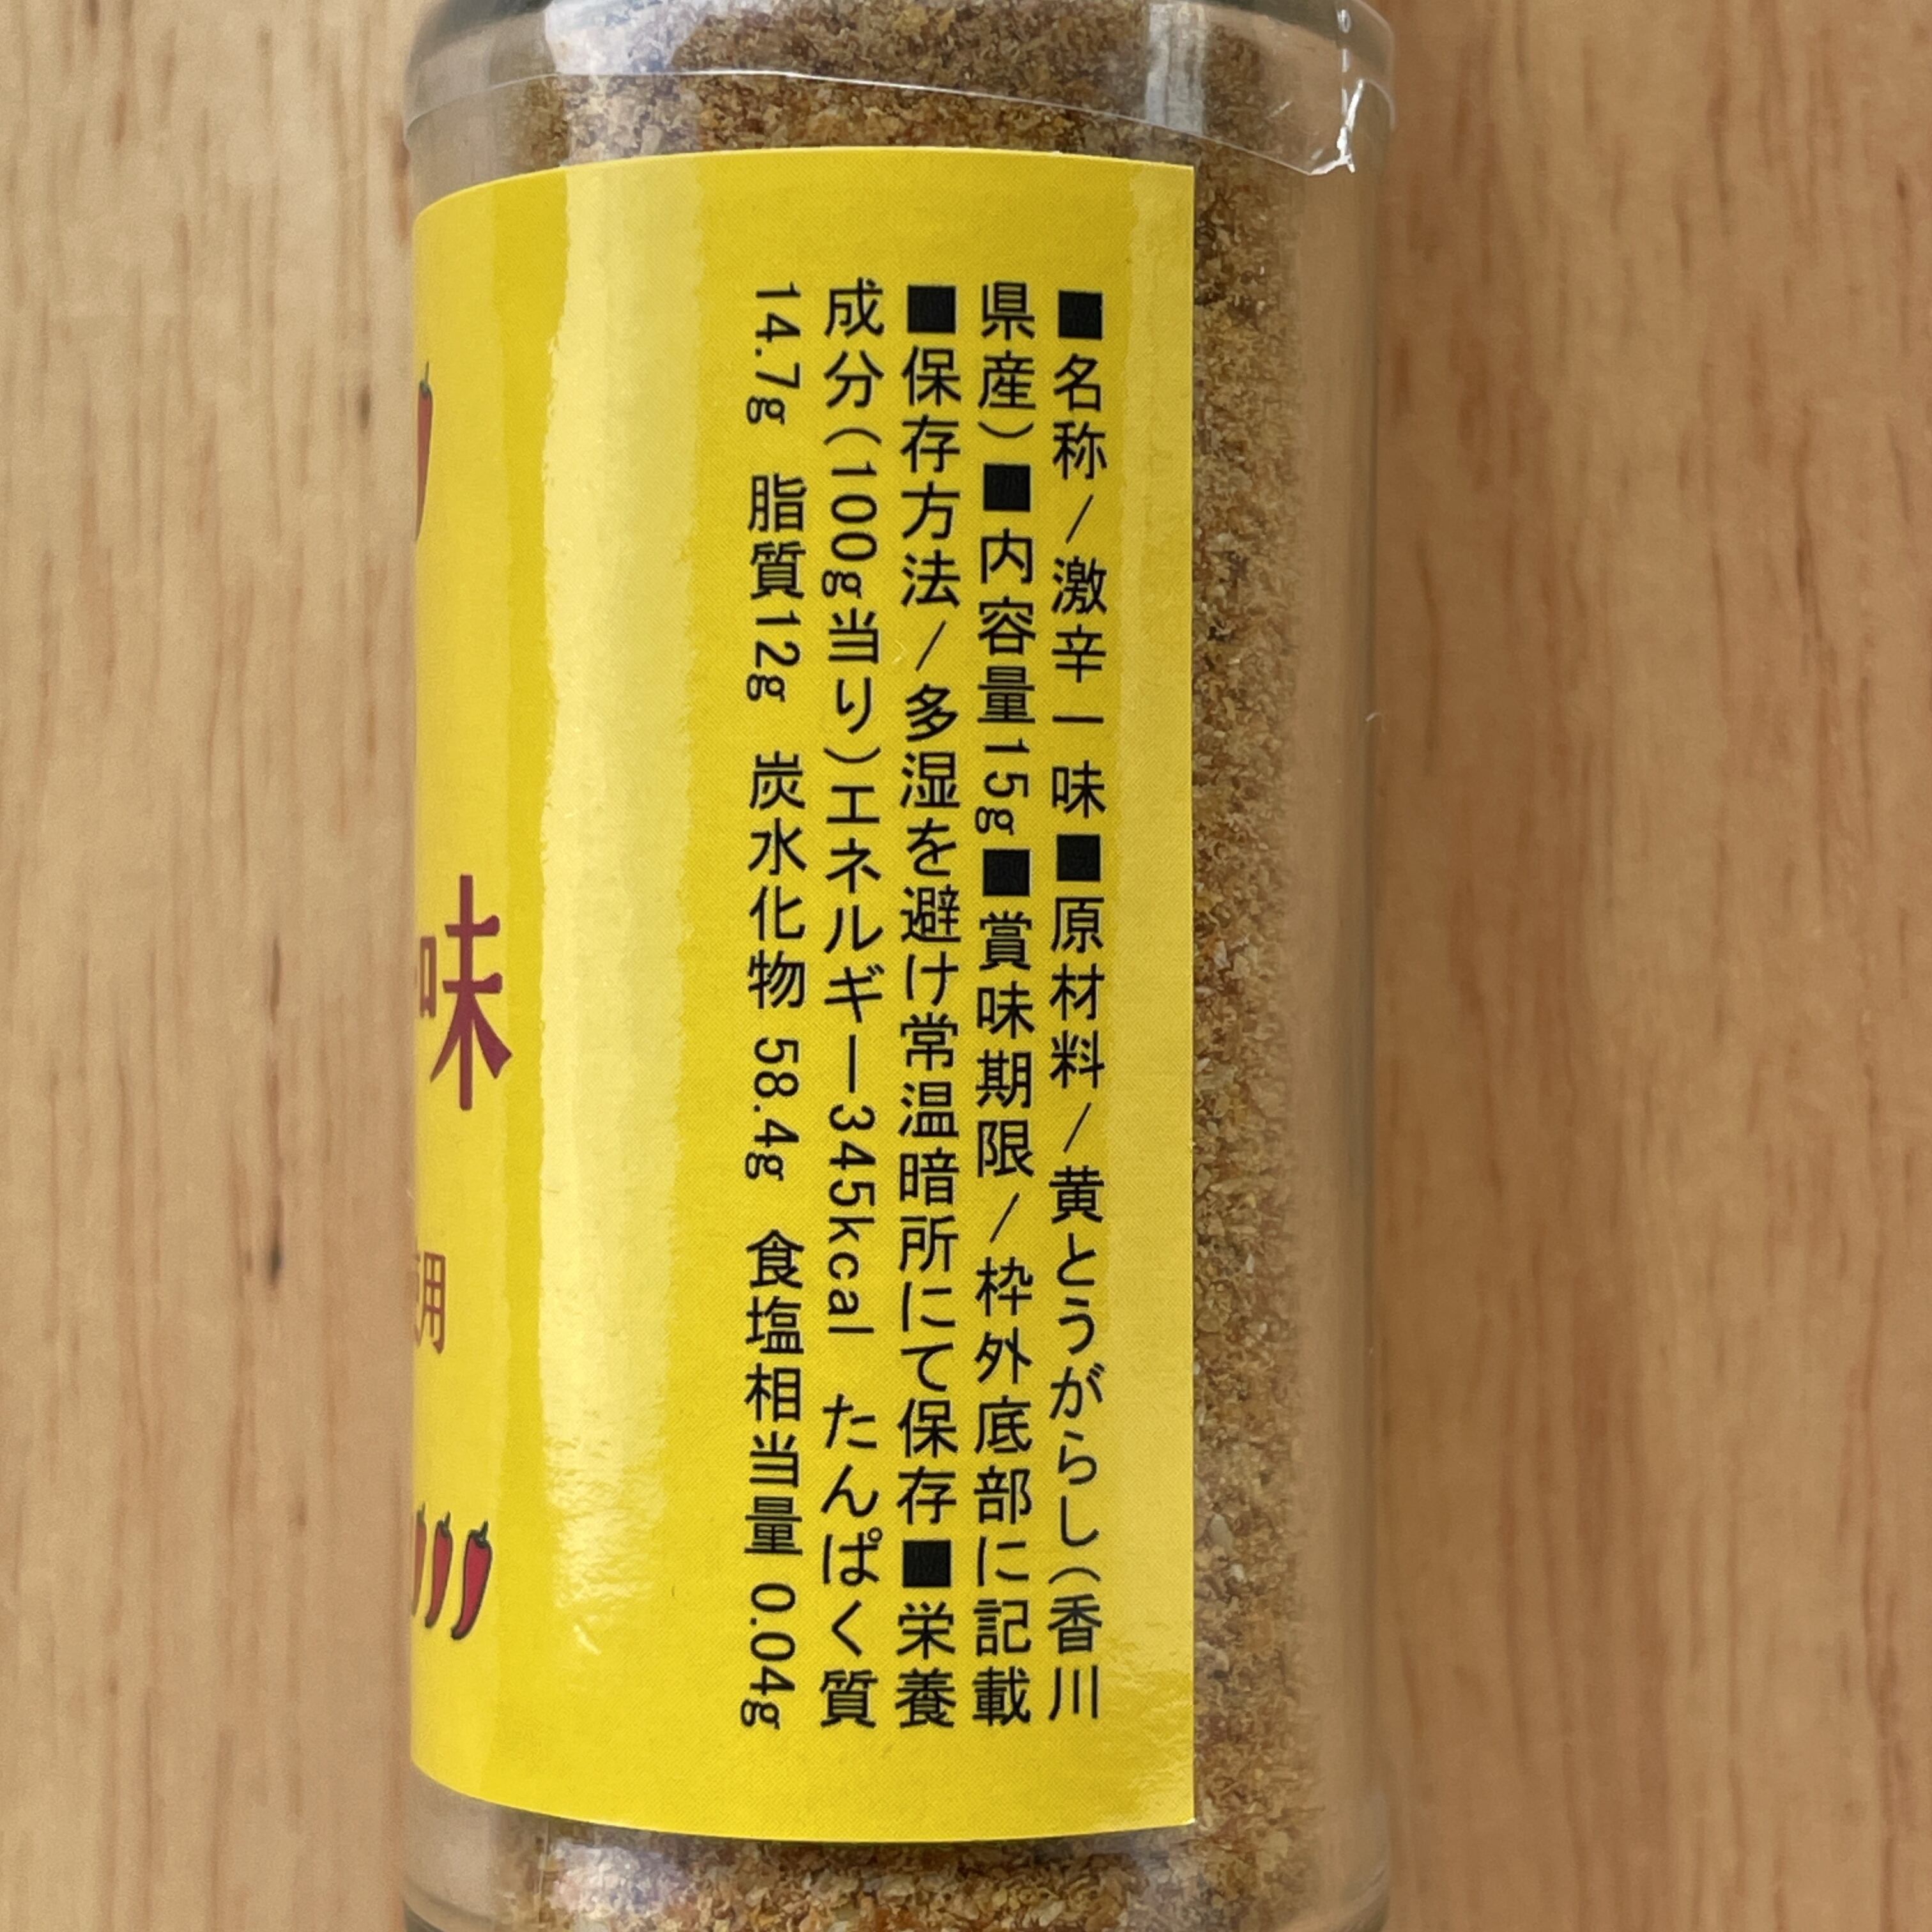 ■名称/激辛一味■原材料/黄とうがらし(香川
県産)■内容量15g■賞味期限/枠外底部に記載
■保存方法/多湿を避け常温暗所にて保存■栄養
成分(100g当り)エネルギー345kcal たんぱく質
14.7g 脂質12g 炭水化物 58.4g 食塩相当量 0.04g
味
用